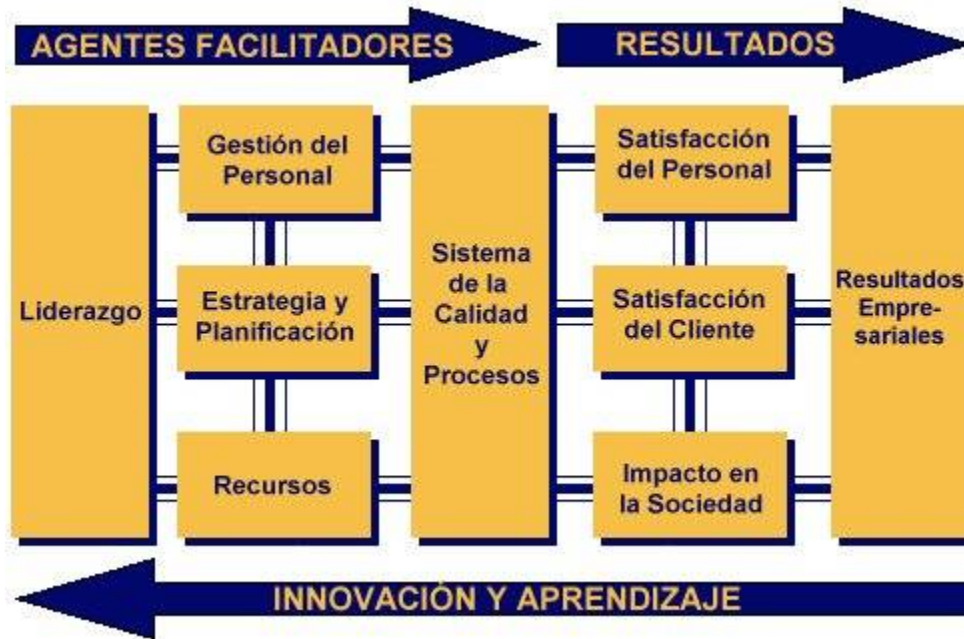 AGENTES FACILITADORES
RESULTADOS
Liderazgo
Gestión del
Personal
Estrategia y
Planificación
Recursos
Sistema
de la
Calidad
y
Procesos
Satisfacción
del Personal
Satisfacción
del Cliente
Impacto en
la Sociedad
Resultados
Empre-
sariales
INNOVACIÓN Y APRENDIZAJE